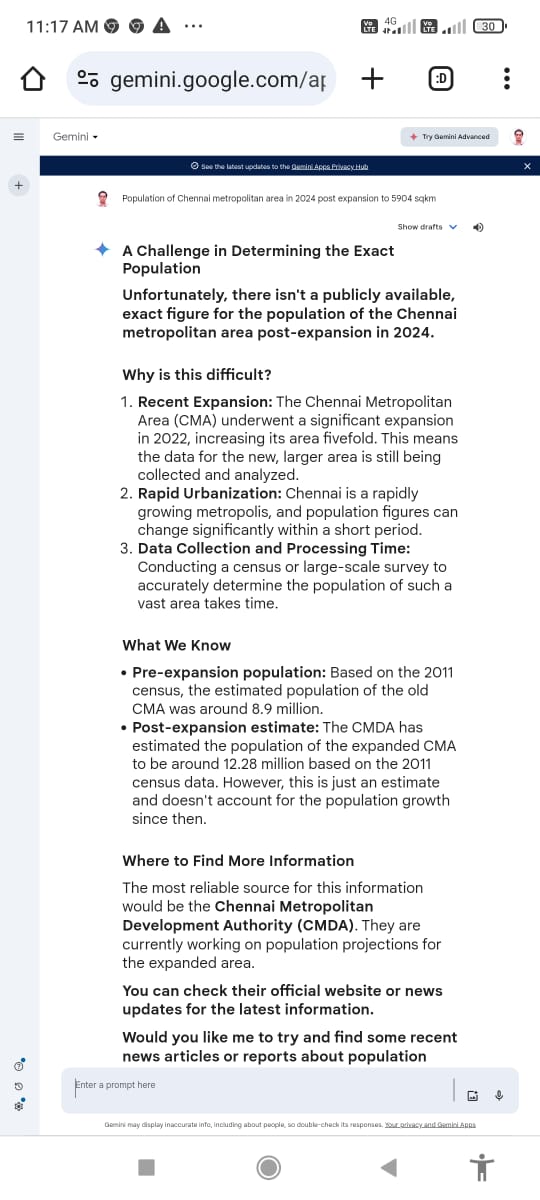 11:17 AM
4G
Vo LTE
Vo LTE
30
gemini.google.com/ap
:D
Gemini
Try Gemini Advanced
See the latest updates to the Gemini Apps Privacy Hub
Population of Chennai metropolitan area in 2024 post expansion to 5904 sqkm
Show drafts
A Challenge in Determining the Exact
Population
Unfortunately, there isn't a publicly available,
exact figure for the population of the Chennai
metropolitan area post-expansion in 2024.
Why is this difficult?
1. Recent Expansion: The Chennai Metropolitan
Area (CMA) underwent a significant expansion
in 2022, increasing its area fivefold. This means
the data for the new, larger area is still being
collected and analyzed.
2. Rapid Urbanization: Chennai is a rapidly
growing metropolis, and population figures can
change significantly within a short period.
3. Data Collection and Processing Time:
Conducting a census or large-scale survey to
accurately determine the population of such a
vast area takes time.
What We Know
• Pre-expansion population: Based on the 2011
census, the estimated population of the old
CMA was around 8.9 million.
• Post-expansion estimate: The CMDA has
estimated the population of the expanded CMA
to be around 12.28 million based on the 2011
census data. However, this is just an estimate
and doesn't account for the population growth
since then.
Where to Find More Information
The most reliable source for this information
would be the Chennai Metropolitan
Development Authority (CMDA). They are
currently working on population projections for
the expanded area.
You can check their official website or news
updates for the latest information.
Would you like me to try and find some recent
news articles or reports about population
Enter a prompt here
Gemini may display inaccurate info, including about people, so double-check its responses. Your privacy and Gemini Apps